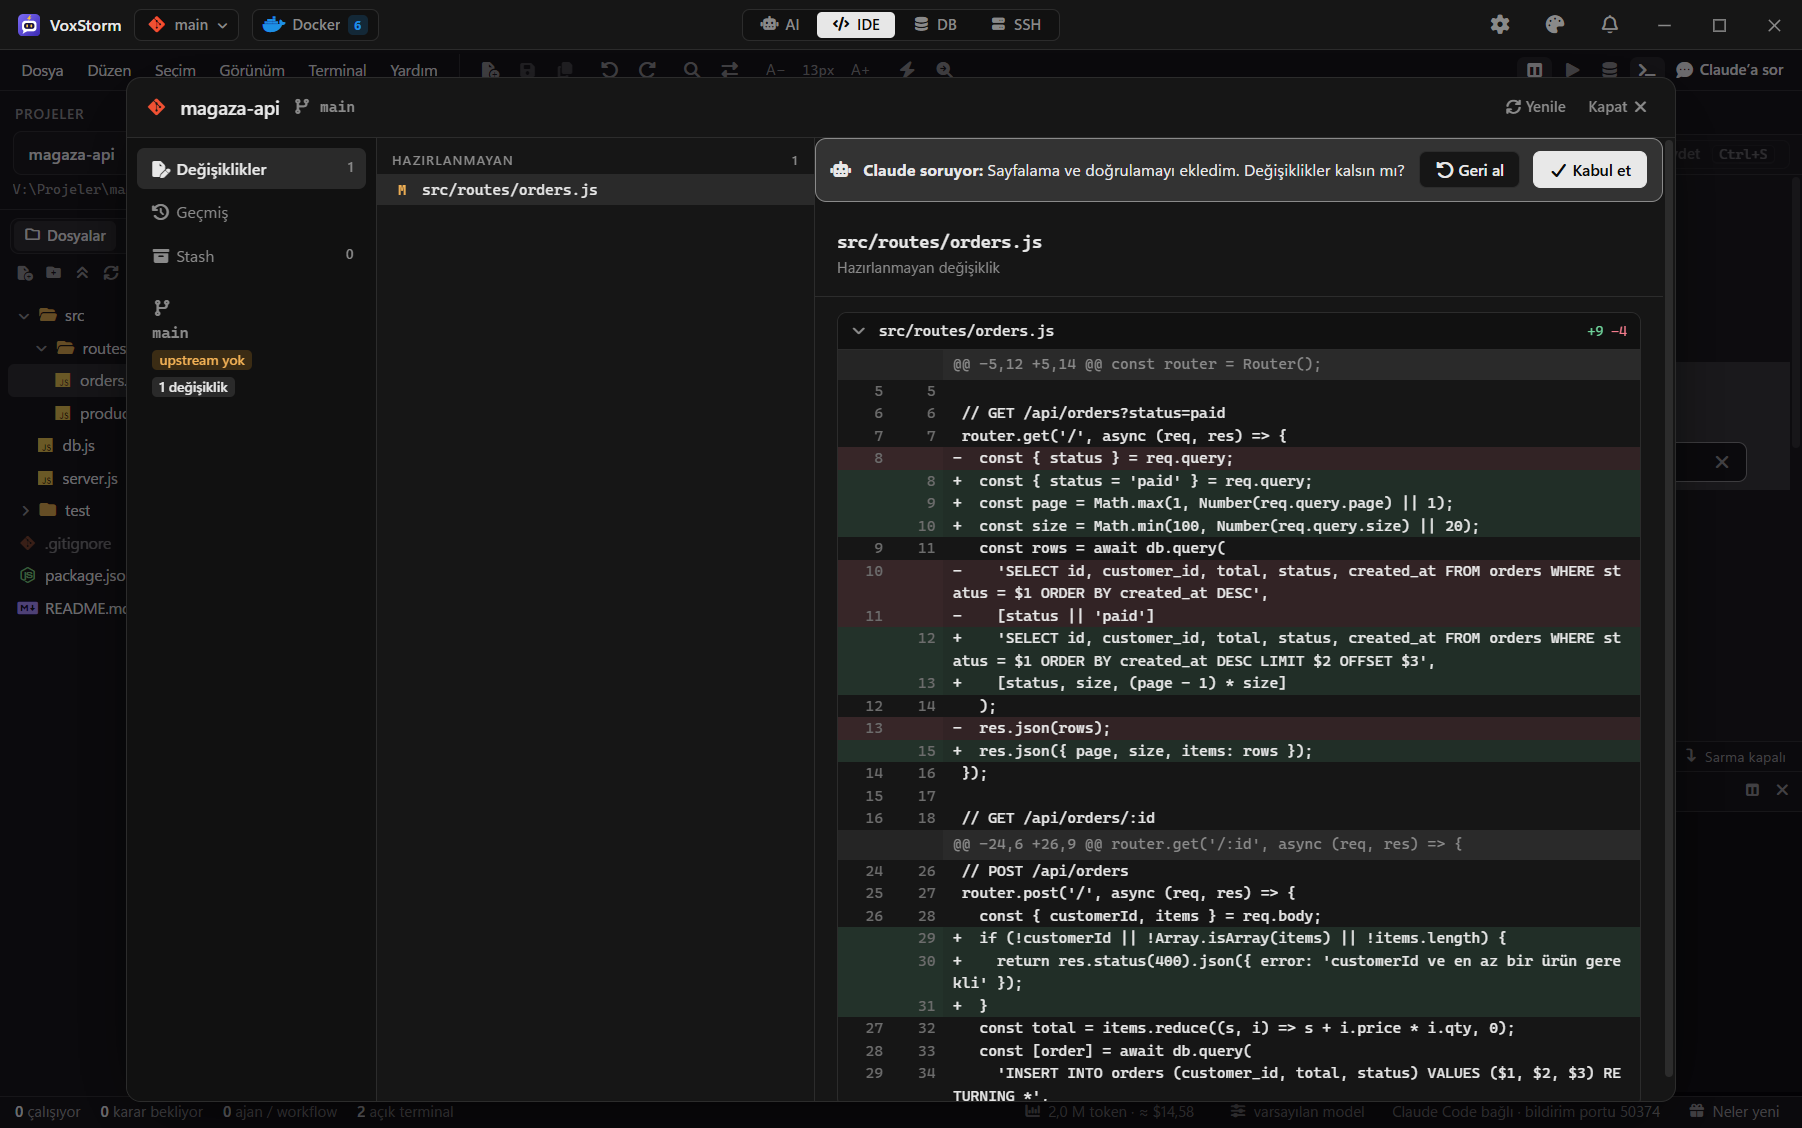 VoxStorm
main
Docker 6
AI
IDE
DB
SSH
Dosya Düzen Seçim Görünüm Terminal Yardım
A− 13px A+
Claude'a sor
PROJELER
magaza-api
V:\Projeler\ma
Dosyalar
src
routes
orders.
produc
db.js
server.js
test
.gitignore
package.jso
README.md
magaza-api main
Yenile Kapat
Değişiklikler 1
Geçmiş
Stash 0
main
upstream yok
1 değişiklik
HAZIRLANMAYAN 1
M src/routes/orders.js
Claude soruyor: Sayfalama ve doğrulamayı ekledim. Değişiklikler kalsın mı? Geri al Kabul et
src/routes/orders.js
Hazırlanmayan değişiklik
src/routes/orders.js +9 −4
@@ -5,12 +5,14 @@ const router = Router();
5 5
6 6 // GET /api/orders?status=paid
7 7 router.get('/', async (req, res) => {
8 - const { status } = req.query;
8 + const { status = 'paid' } = req.query;
9 + const page = Math.max(1, Number(req.query.page) || 1);
10 + const size = Math.min(100, Number(req.query.size) || 20);
9 11 const rows = await db.query(
10 - 'SELECT id, customer_id, total, status, created_at FROM orders WHERE st
atus = $1 ORDER BY created_at DESC',
11 - [status || 'paid']
12 + 'SELECT id, customer_id, total, status, created_at FROM orders WHERE st
atus = $1 ORDER BY created_at DESC LIMIT $2 OFFSET $3',
13 + [status, size, (page - 1) * size]
12 14 );
13 - res.json(rows);
15 + res.json({ page, size, items: rows });
14 16 });
15 17
16 18 // GET /api/orders/:id
@@ -24,6 +26,9 @@ router.get('/:id', async (req, res) => {
24 26 // POST /api/orders
25 27 router.post('/', async (req, res) => {
26 28 const { customerId, items } = req.body;
29 + if (!customerId || !Array.isArray(items) || !items.length) {
30 + return res.status(400).json({ error: 'customerId ve en az bir ürün gere
kli' });
31 + }
27 32 const total = items.reduce((s, i) => s + i.price * i.qty, 0);
28 33 const [order] = await db.query(
29 34 'INSERT INTO orders (customer_id, total, status) VALUES ($1, $2, $3) RE
TURNING *',
det Ctrl+S
Sarma kapalı
0 çalışıyor 0 karar bekliyor 0 ajan / workflow 2 açık terminal
2,0 M token · ≈ $14,58
varsayılan model
Claude Code bağlı · bildirim portu 50374
Neler yeni